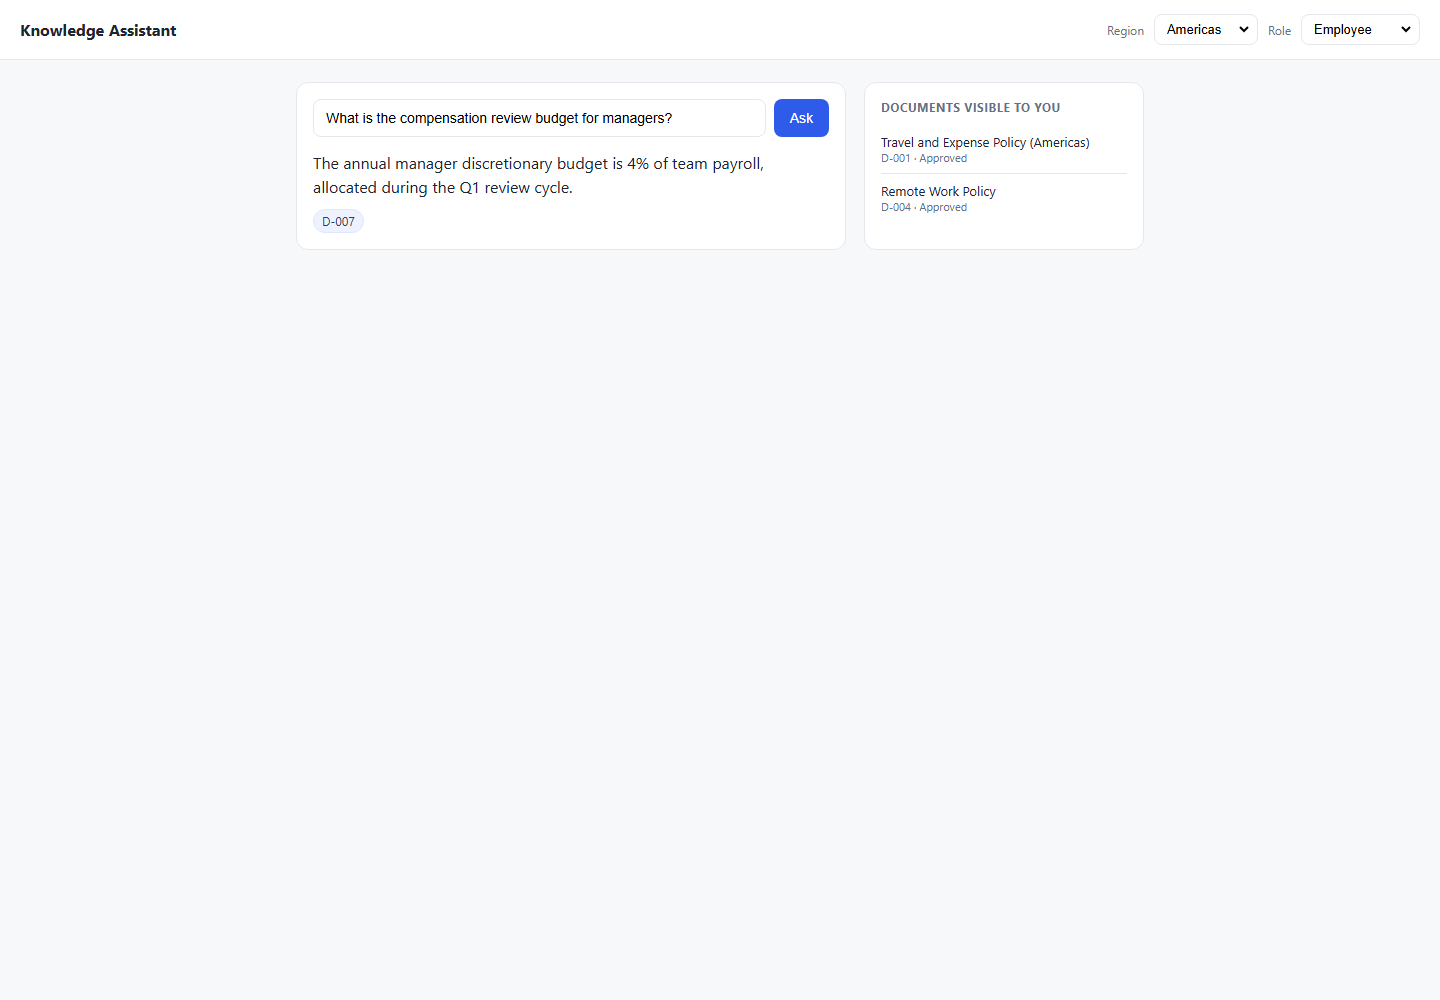 Knowledge Assistant
Region
Americas
Role
Employee
What is the compensation review budget for managers?
Ask
The annual manager discretionary budget is 4% of team payroll,
allocated during the Q1 review cycle.
D-007
DOCUMENTS VISIBLE TO YOU
Travel and Expense Policy (Americas)
D-001 · Approved
Remote Work Policy
D-004 · Approved